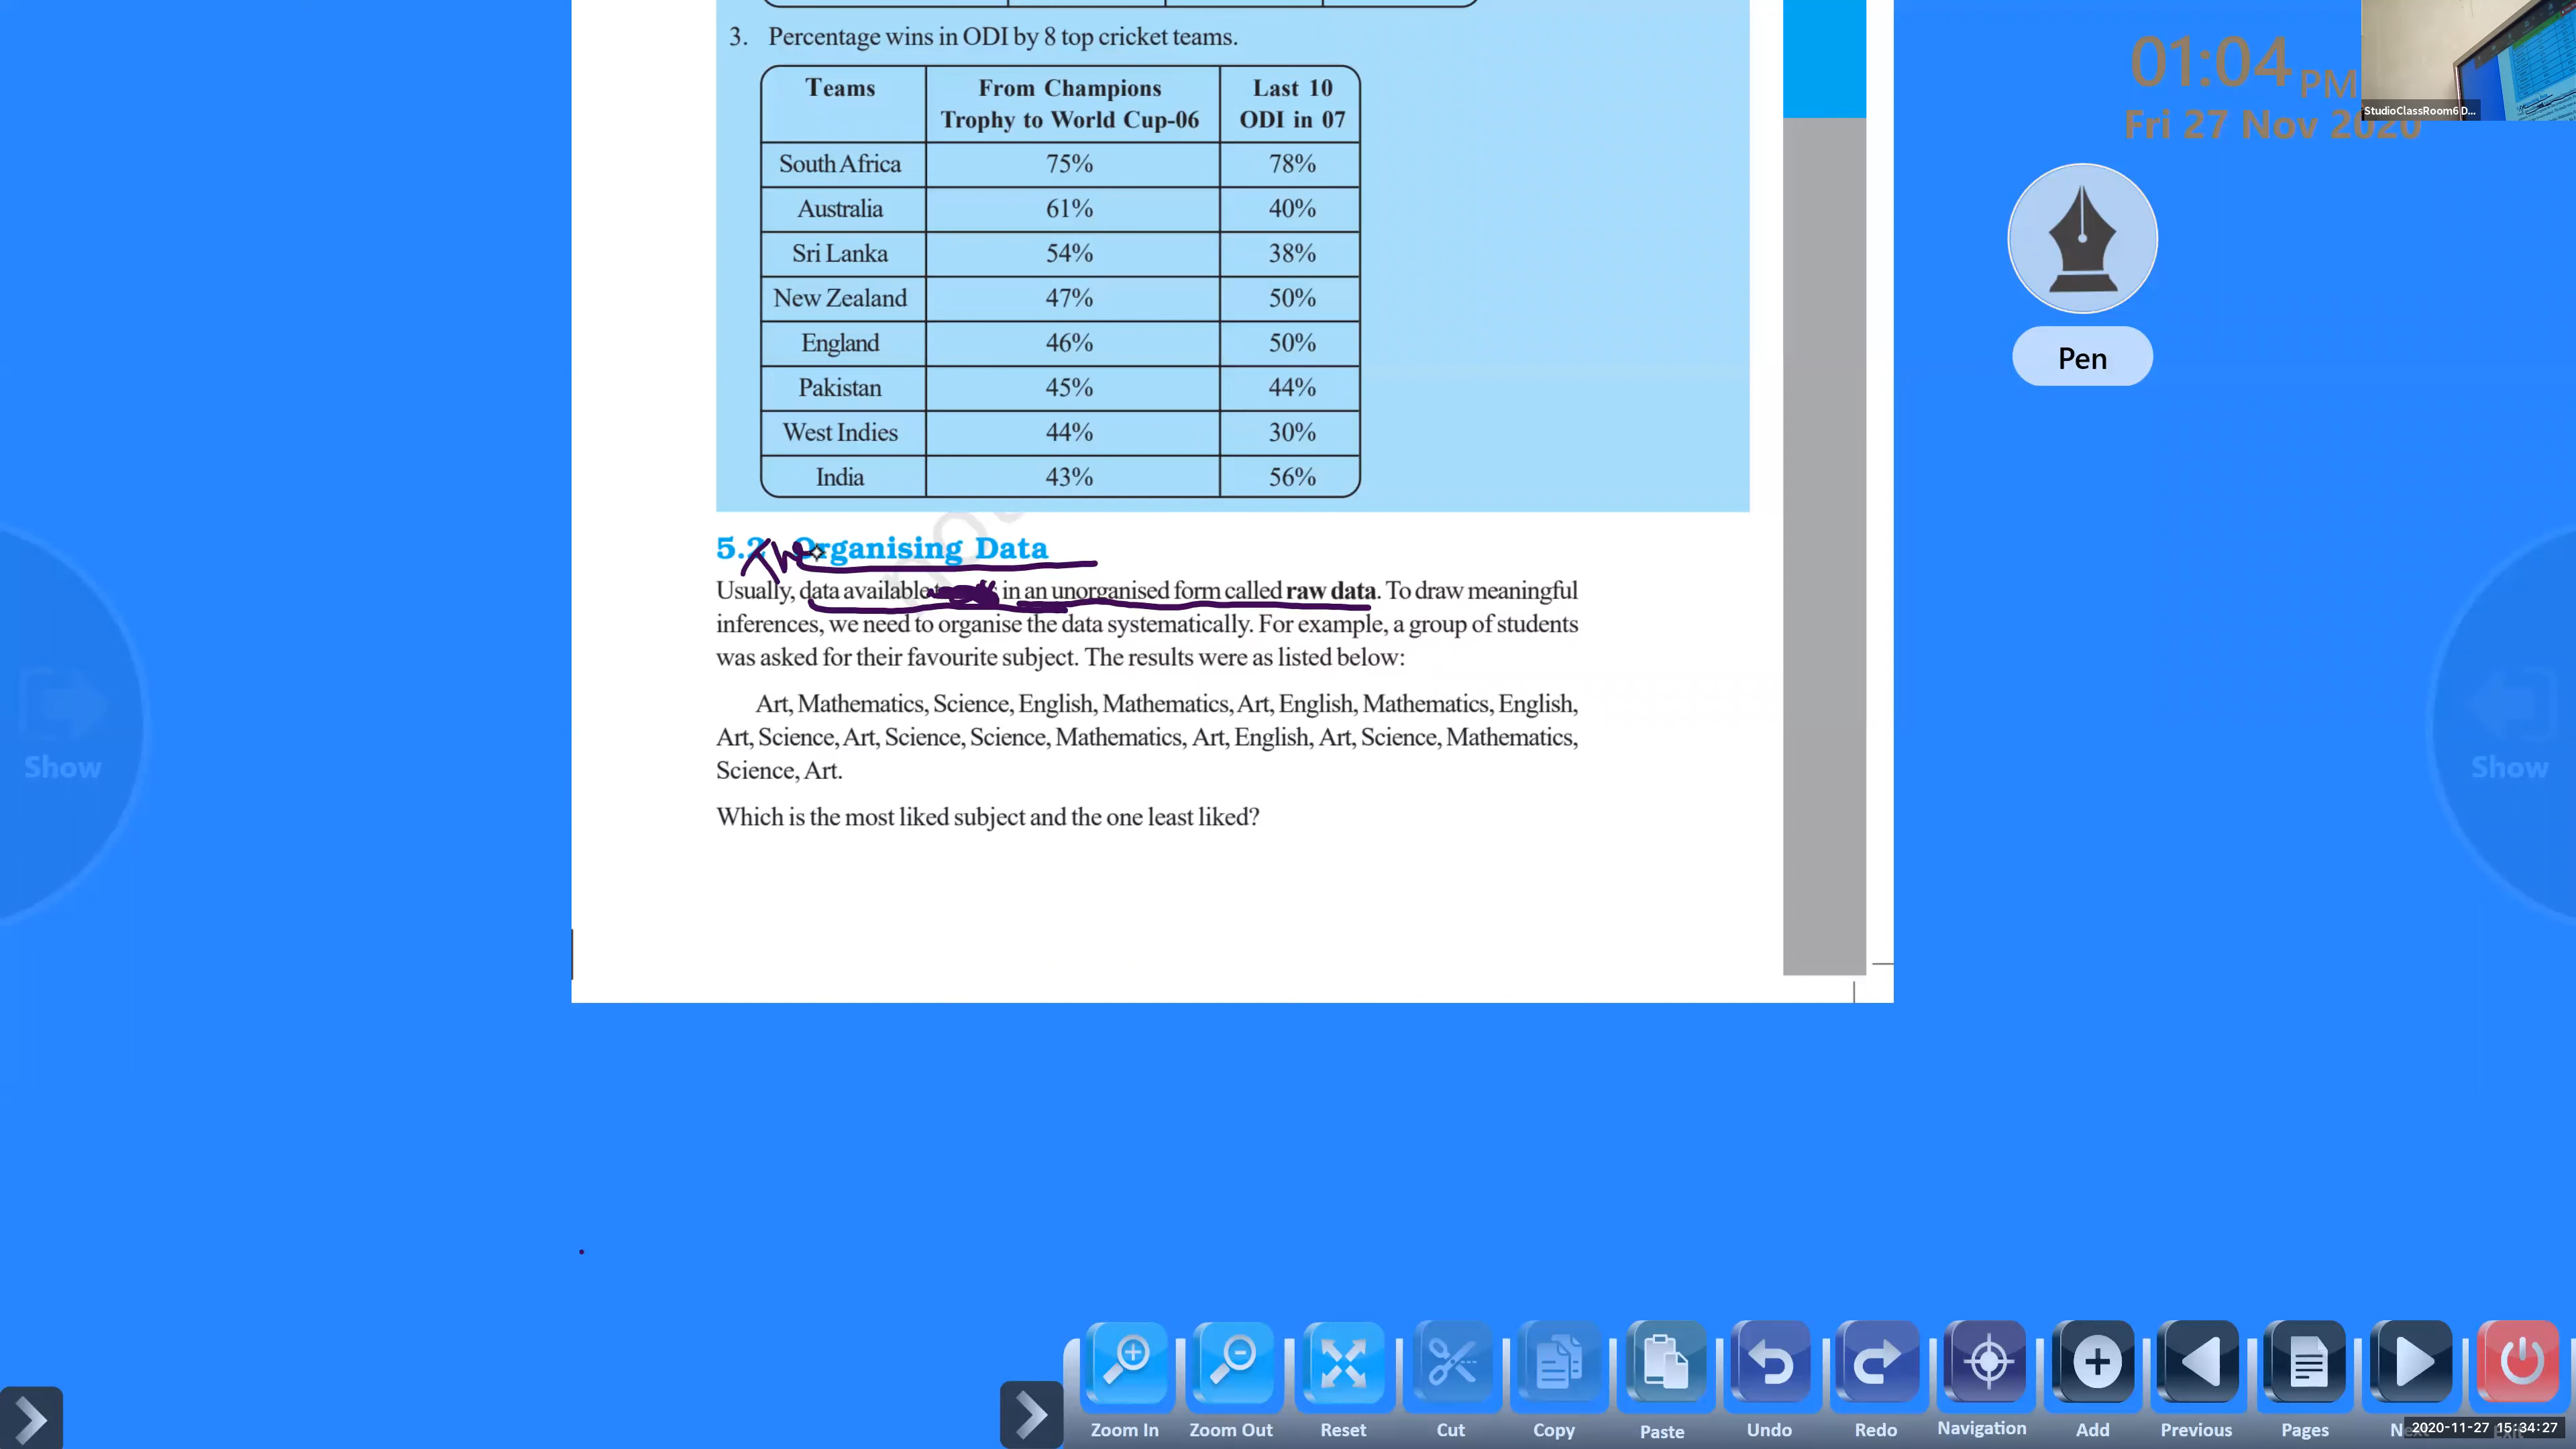 3. Percentage wins in ODI by 8 top cricket teams.
Teams From Champions Trophy to World Cup-06 Last 10 ODI in 07
South Africa 75% 78%
Australia 61% 40%
Sri Lanka 54% 38%
New Zealand 47% 50%
England 46% 50%
Pakistan 45% 44%
West Indies 44% 30%
India 43% 56%
The
5.2 Organising Data
Usually, data available in an unorganised form called raw data. To draw meaningful
inferences, we need to organise the data systematically. For example, a group of students
was asked for their favourite subject. The results were as listed below:
Art, Mathematics, Science, English, Mathematics, Art, English, Mathematics, English,
Art, Science, Art, Science, Science, Mathematics, Art, English, Art, Science, Mathematics,
Science, Art.
Which is the most liked subject and the one least liked?
01:04 PM
Fri 27 Nov 2020
StudioClassRoom6 D...
Pen
Show
Show
Zoom In Zoom Out Reset Cut Copy Paste Undo Redo Navigation Add Previous Pages
2020-11-27 15:34:27